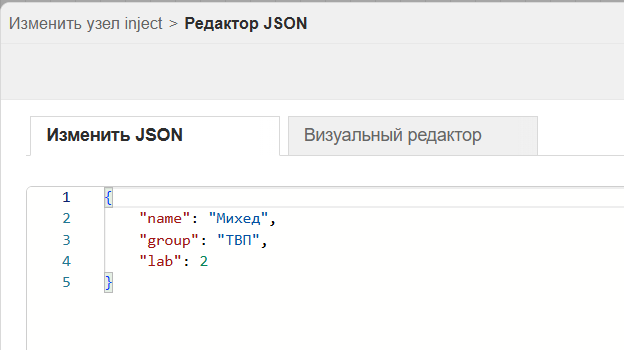 Изменить узел inject > Редактор JSON
Изменить JSON
Визуальный редактор
1 {
2 "name": "Михед",
3 "group": "ТВП",
4 "lab": 2
5 }